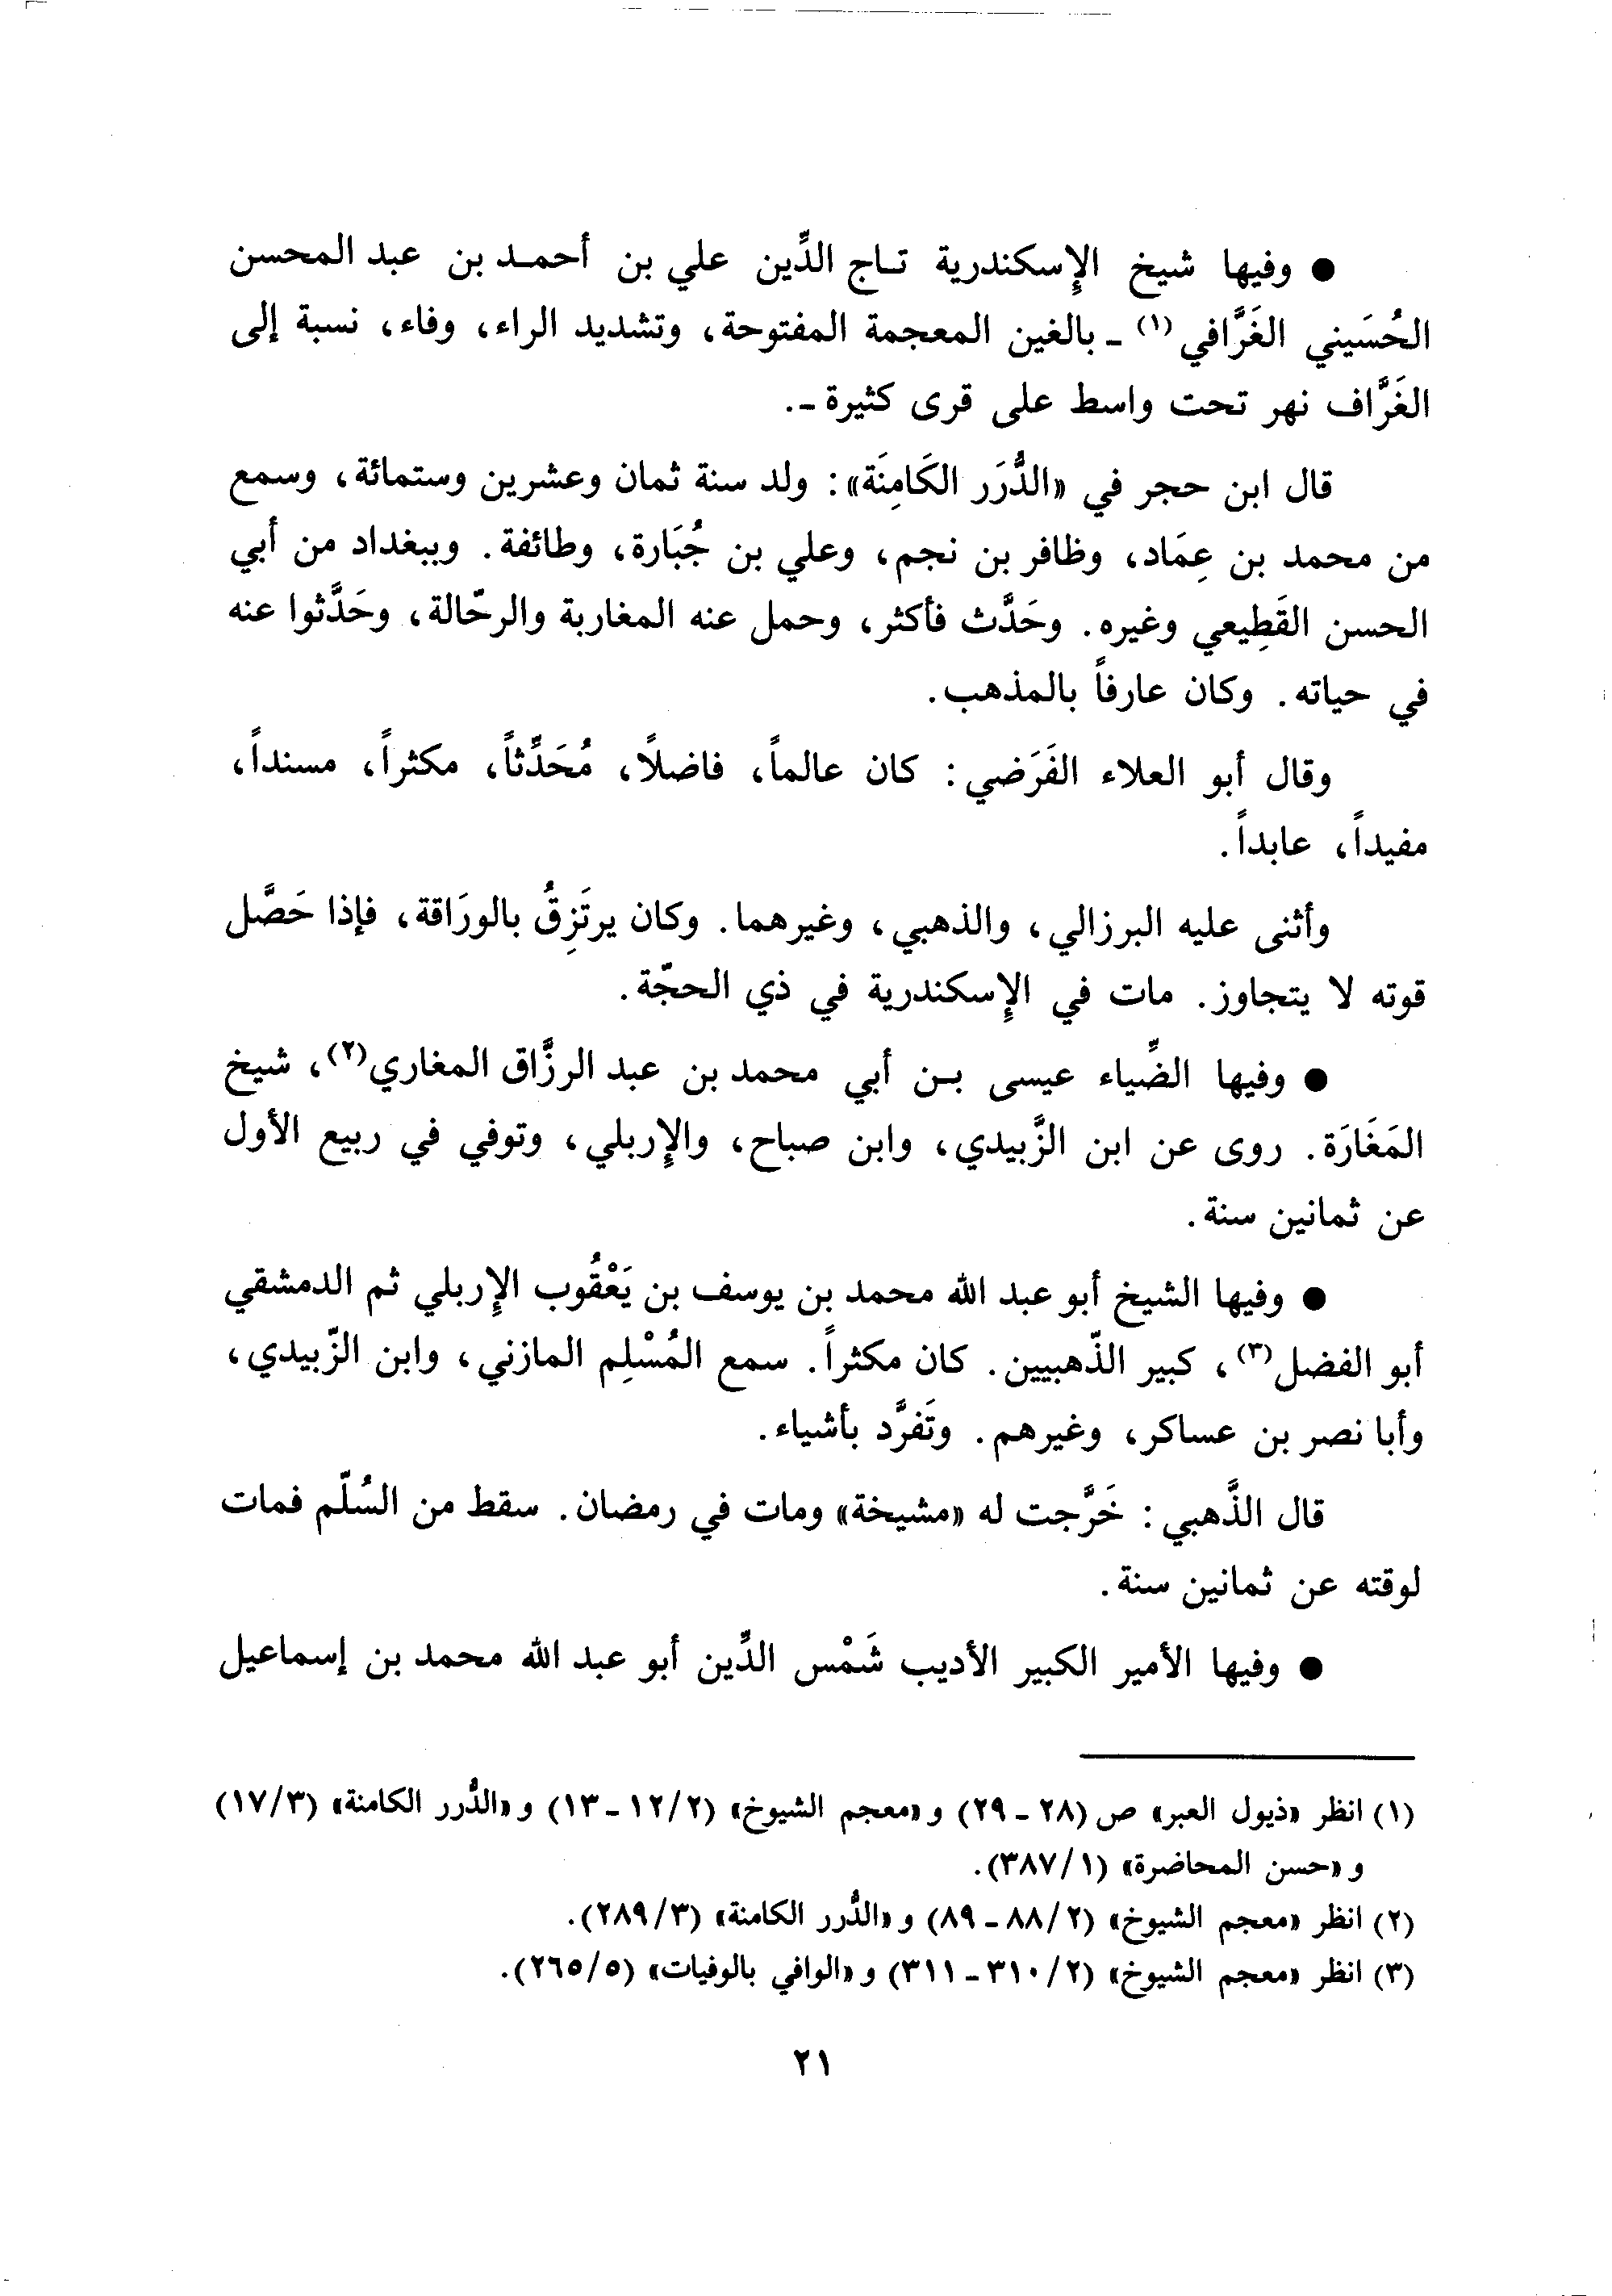 ● وفيها شيخ الإسكندرية تاج الدِّين علي بن أحمد بن عبد المحسن
الحُسَيني الغَرَّافي (١) ـ بالغين المعجمة المفتوحة، وتشديد الراء، وفاء، نسبة إلى
الغَرَّاف نهر تحت واسط على قرى كثيرة ـ.
قال ابن حجر في «الدُّرَر الكَامِنَة»: ولد سنة ثمان وعشرين وستمائة، وسمع
من محمد بن عِمَاد، وظافر بن نجم، وعلي بن جُبَارة، وطائفة. وببغداد من أبي
الحسن القَطِيعي وغيره. وحَدَّث فأكثر، وحمل عنه المغاربة والرحّالة، وحَدَّثوا عنه
في حياته. وكان عارفاً بالمذهب.
وقال أبو العلاء الفَرَضي: كان عالماً، فاضلًا، مُحَدِّثاً، مكثراً، مسنداً،
مفيداً، عابداً.
وأثنى عليه البرزالي، والذهبي، وغيرهما. وكان يرتَزِقُ بالورَاقة، فإذا حَصَّل
قوته لا يتجاوز. مات في الإسكندرية في ذي الحجّة.
● وفيها الضِّياء عيسى بن أبي محمد بن عبد الرزَّاق المغاري(٢)، شيخ
المَغَارَة. روى عن ابن الزَّبيدي، وابن صباح، والإربلي، وتوفي في ربيع الأول
عن ثمانين سنة.
● وفيها الشيخ أبو عبد الله محمد بن يوسف بن يَعْقُوب الإربلي ثم الدمشقي
أبو الفضل(٣)، كبير الذّهبيين. كان مكثراً. سمع المُسْلِم المازني، وابن الزّبيدي،
وأبا نصر بن عساكر، وغيرهم. وتَفرَّد بأشياء.
قال الذَّهبي: خَرَّجت له «مشيخة» ومات في رمضان. سقط من السُلّم فمات
لوقته عن ثمانين سنة.
● وفيها الأمير الكبير الأديب شَمْس الدِّين أبو عبد الله محمد بن إسماعيل
(١) انظر «ذيول العبر» ص (٢٨ ـ ٢٩) و «معجم الشيوخ» (١٢/٢ ـ ١٣) و «الدُّرر الكامنة» (١٧/٣)
و «حسن المحاضرة» (٣٨٧/١).
(٢) انظر «معجم الشيوخ» (٨٨/٢ ـ ٨٩) و «الدُّرر الكامنة» (٢٨٩/٣).
(٣) انظر «معجم الشيوخ» (٣١٠/٢ ـ ٣١١) و «الوافي بالوفيات» (٢٦٥/٥).
٢١